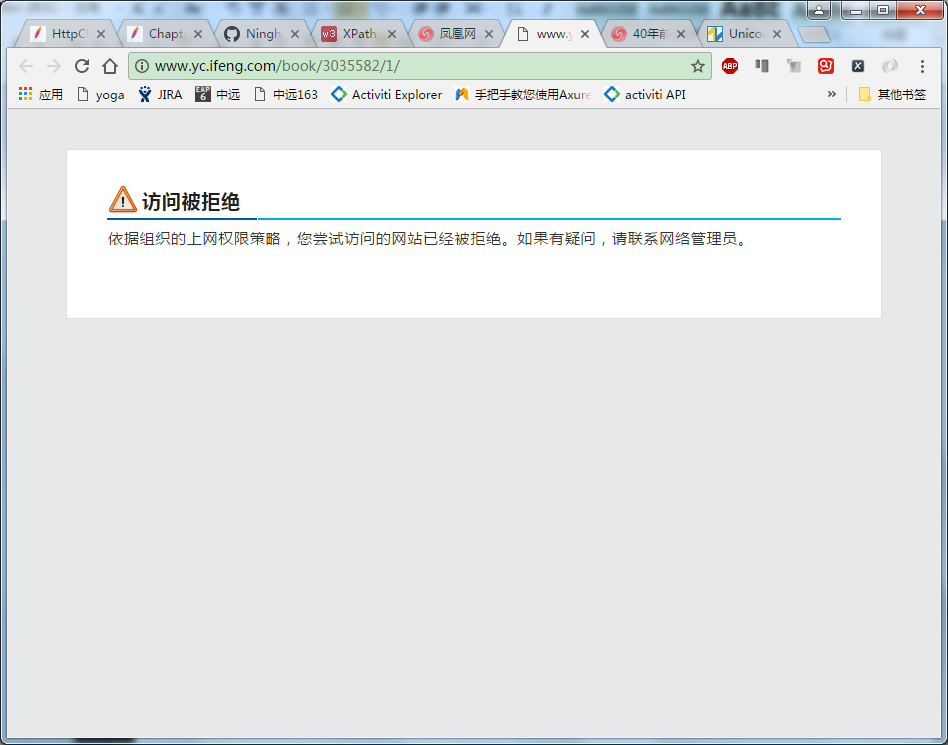 HttpCl
Chapt
Ningh
w3 XPath
凤凰网
www.y
40年前
Unico
www.yc.ifeng.com/book/3035582/1/
ABP
应用
yoga
JIRA
EAP 6 中远
中远163
Activiti Explorer
手把手教您使用Axure
activiti API
»
其他书签
访问被拒绝
依据组织的上网权限策略，您尝试访问的网站已经被拒绝。如果有疑问，请联系网络管理员。